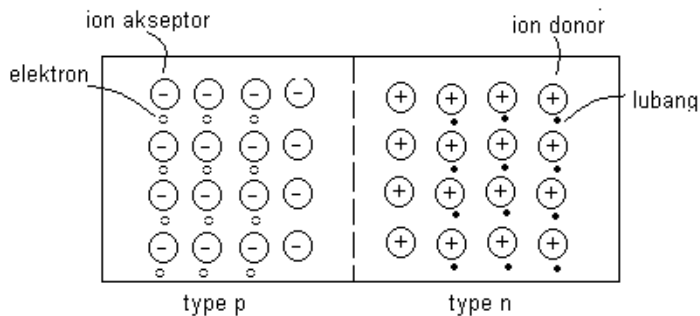 ion akseptor
ion donor
elektron
lubang
type p
type n